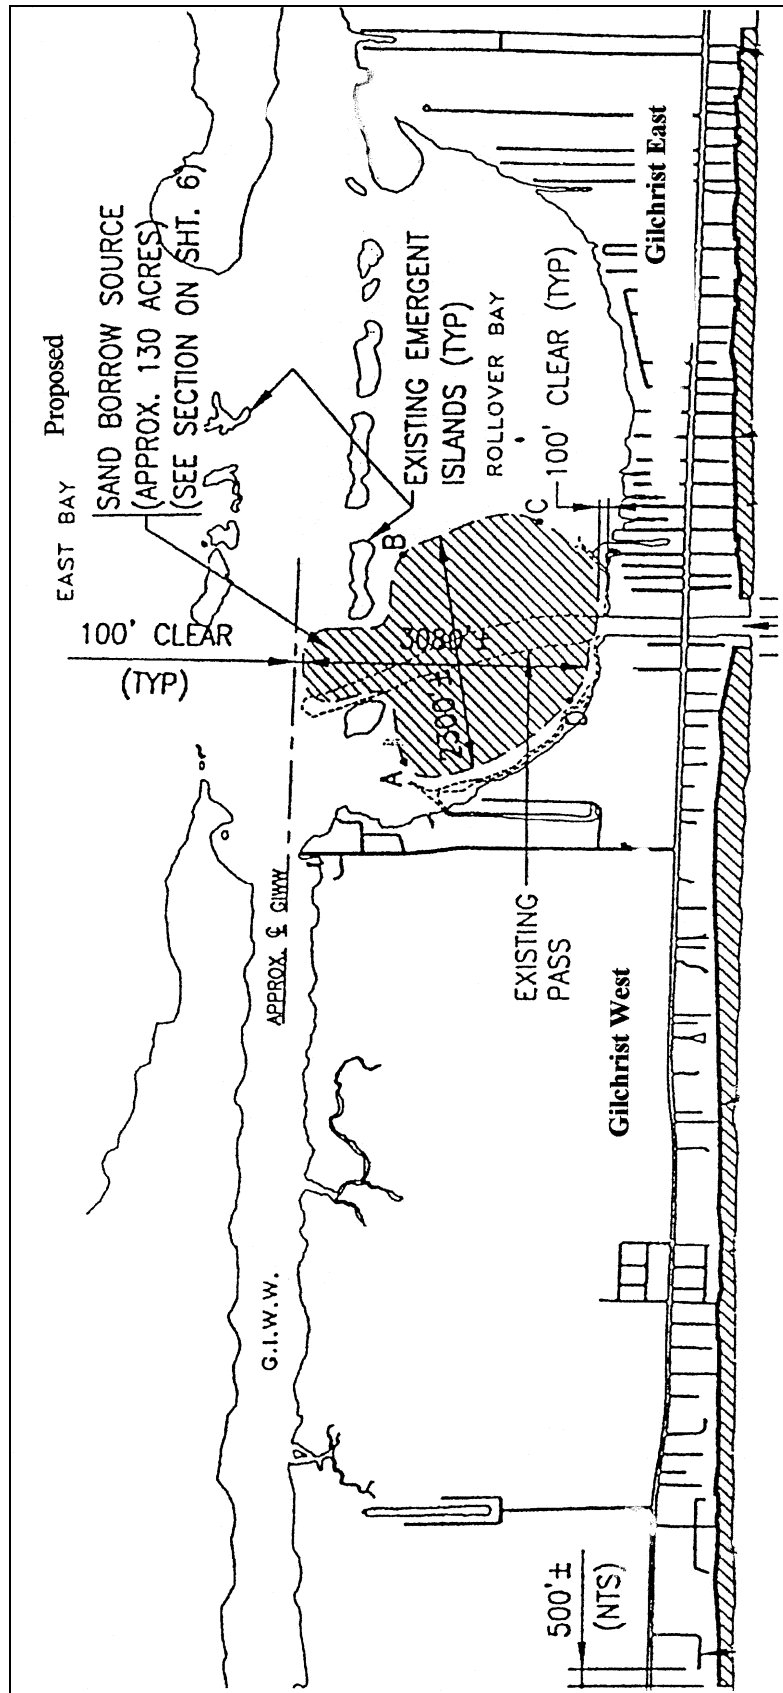 EAST BAY
Proposed
SAND BORROW SOURCE
(APPROX. 130 ACRES)
(SEE SECTION ON SHT. 6)
100' CLEAR
(TYP)
EXISTING EMERGENT
ISLANDS (TYP)
ROLLOVER BAY
100' CLEAR (TYP)
Gilchrist East
A
B
C
D
3080'±
2300'±
APPROX. ℄ GIWW
EXISTING
PASS
Gilchrist West
G.I.W.W.
500'±
(NTS)